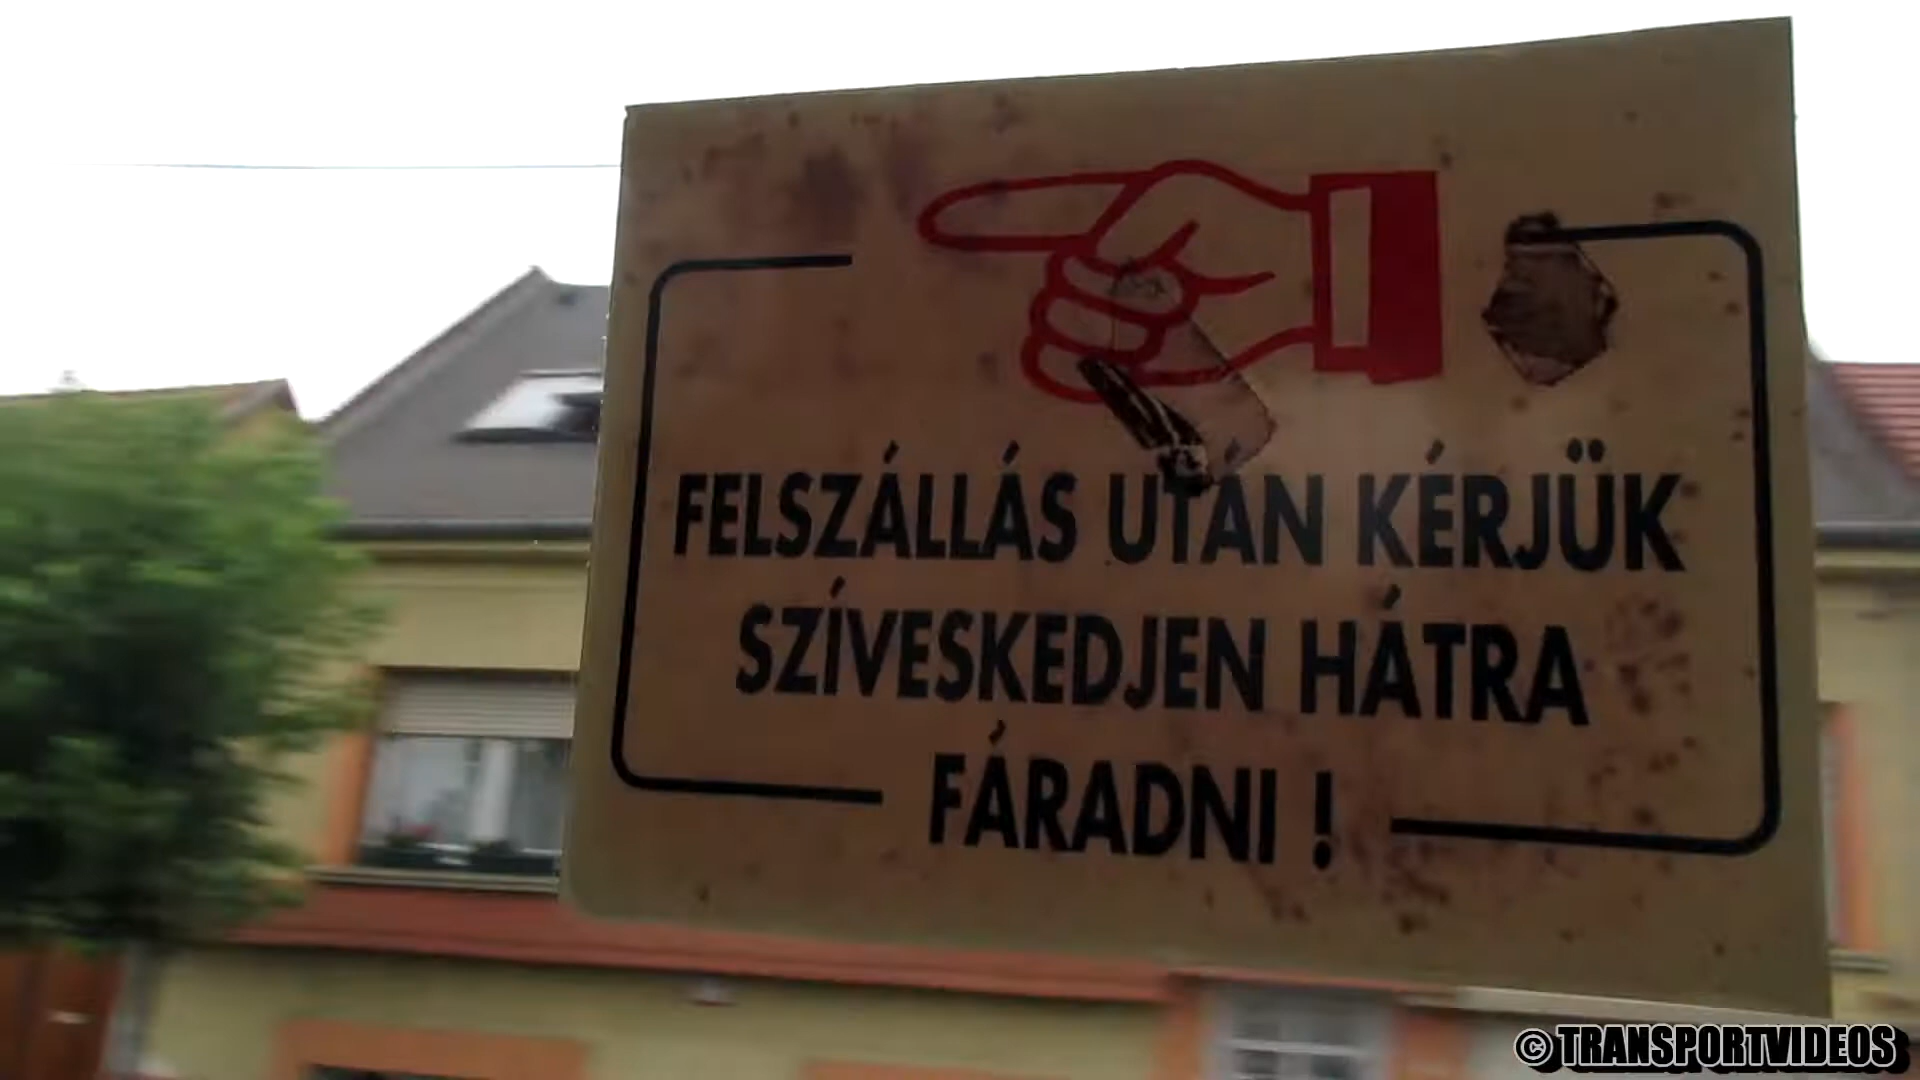 FELSZÁLLÁS UTÁN KÉRJÜK
SZÍVESKEDJEN HÁTRA
FÁRADNI !
©TRANSPORTVIDEOS